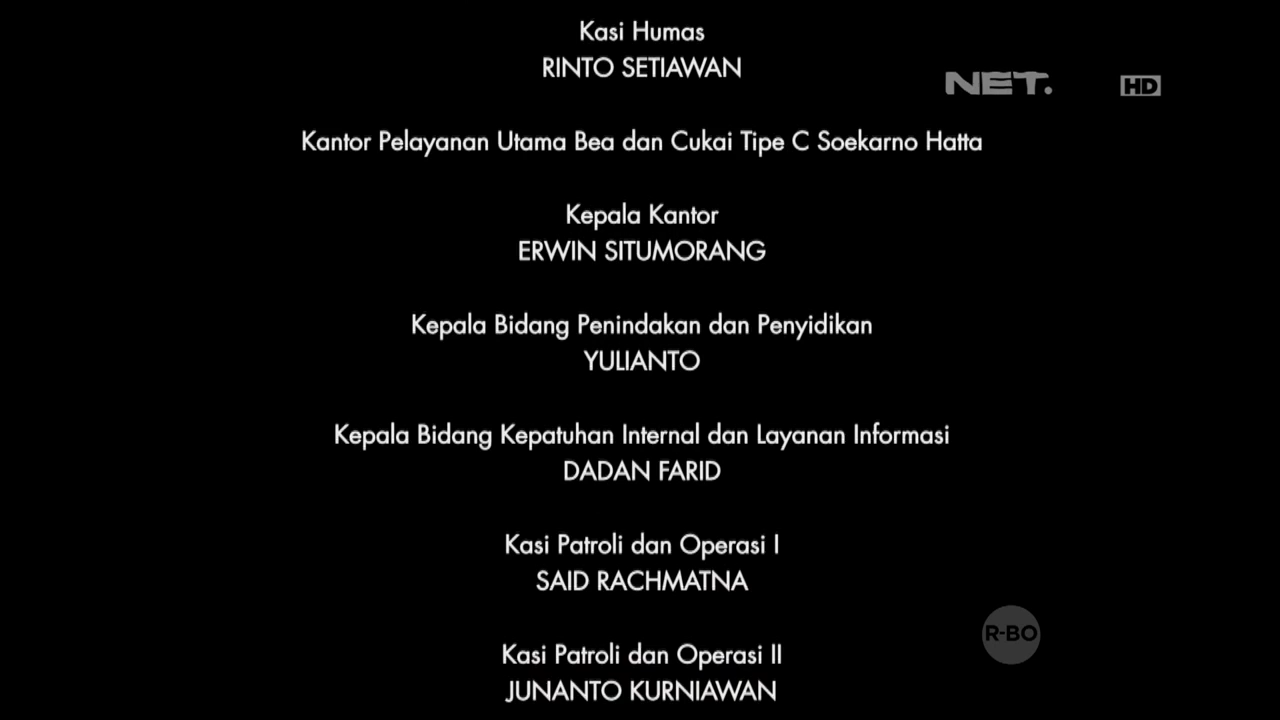 Kasi Humas
RINTO SETIAWAN
NET.
HD
Kantor Pelayanan Utama Bea dan Cukai Tipe C Soekarno Hatta
Kepala Kantor
ERWIN SITUMORANG
Kepala Bidang Penindakan dan Penyidikan
YULIANTO
Kepala Bidang Kepatuhan Internal dan Layanan Informasi
DADAN FARID
Kasi Patroli dan Operasi I
SAID RACHMATNA
R-BO
Kasi Patroli dan Operasi II
JUNANTO KURNIAWAN